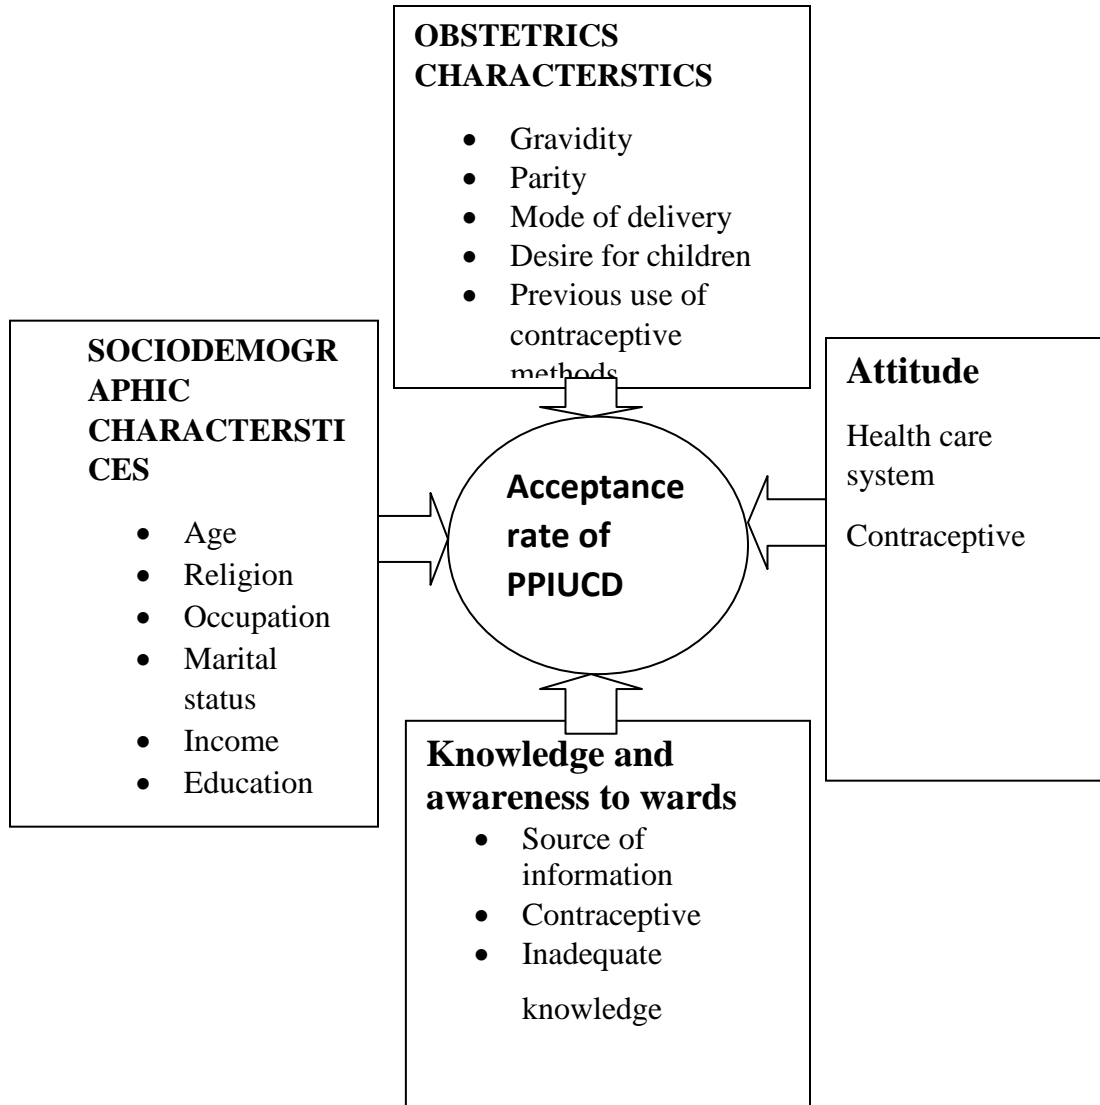 OBSTETRICS
CHARACTERSTICS
• Gravidity
• Parity
• Mode of delivery
• Desire for children
• Previous use of
contraceptive
methods
SOCIODEMOGR
APHIC
CHARACTERSTI
CES
• Age
• Religion
• Occupation
• Marital
status
• Income
• Education
Acceptance
rate of
PPIUCD
Attitude
Health care
system
Contraceptive
Knowledge and
awareness to wards
• Source of
information
• Contraceptive
• Inadequate
knowledge